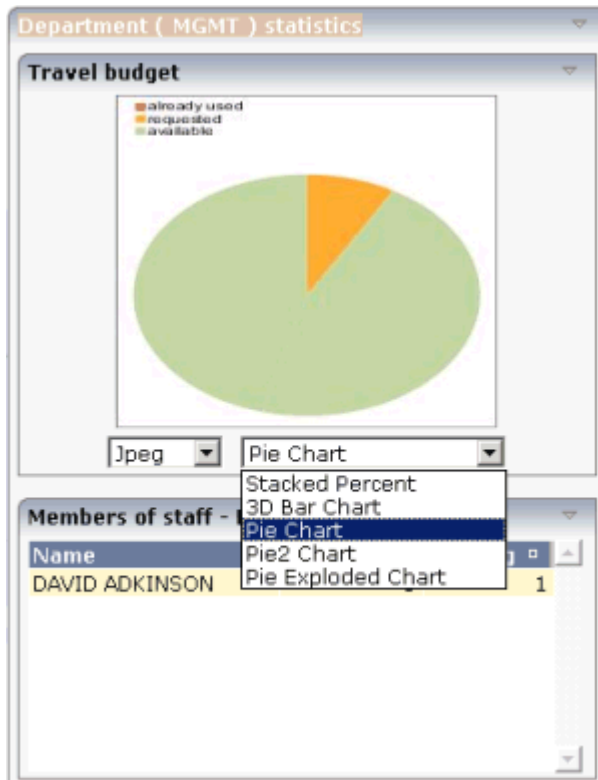 Department ( MGMT ) statistics
Travel budget
already used
requested
available
Jpeg
Pie Chart
Stacked Percent
3D Bar Chart
Pie Chart
Pie2 Chart
Pie Exploded Chart
Members of staff -
Name
DAVID ADKINSON 1